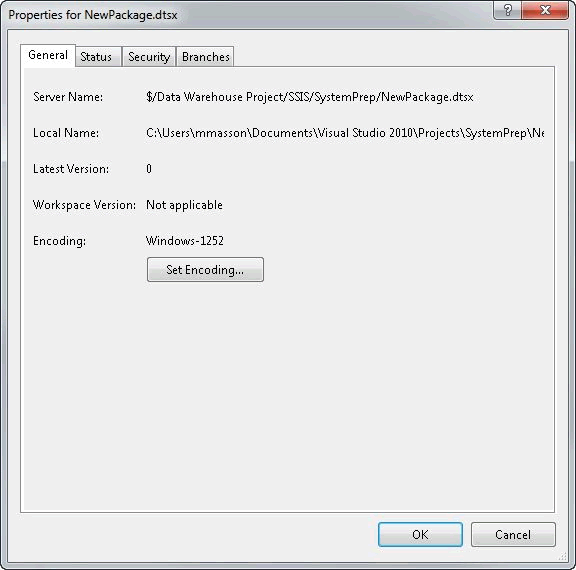 Properties for NewPackage.dtsx
General Status Security Branches
Server Name: $/Data Warehouse Project/SSIS/SystemPrep/NewPackage.dtsx
Local Name: C:\Users\mmasson\Documents\Visual Studio 2010\Projects\SystemPrep\Ne
Latest Version: 0
Workspace Version: Not applicable
Encoding: Windows-1252
Set Encoding...
OK Cancel